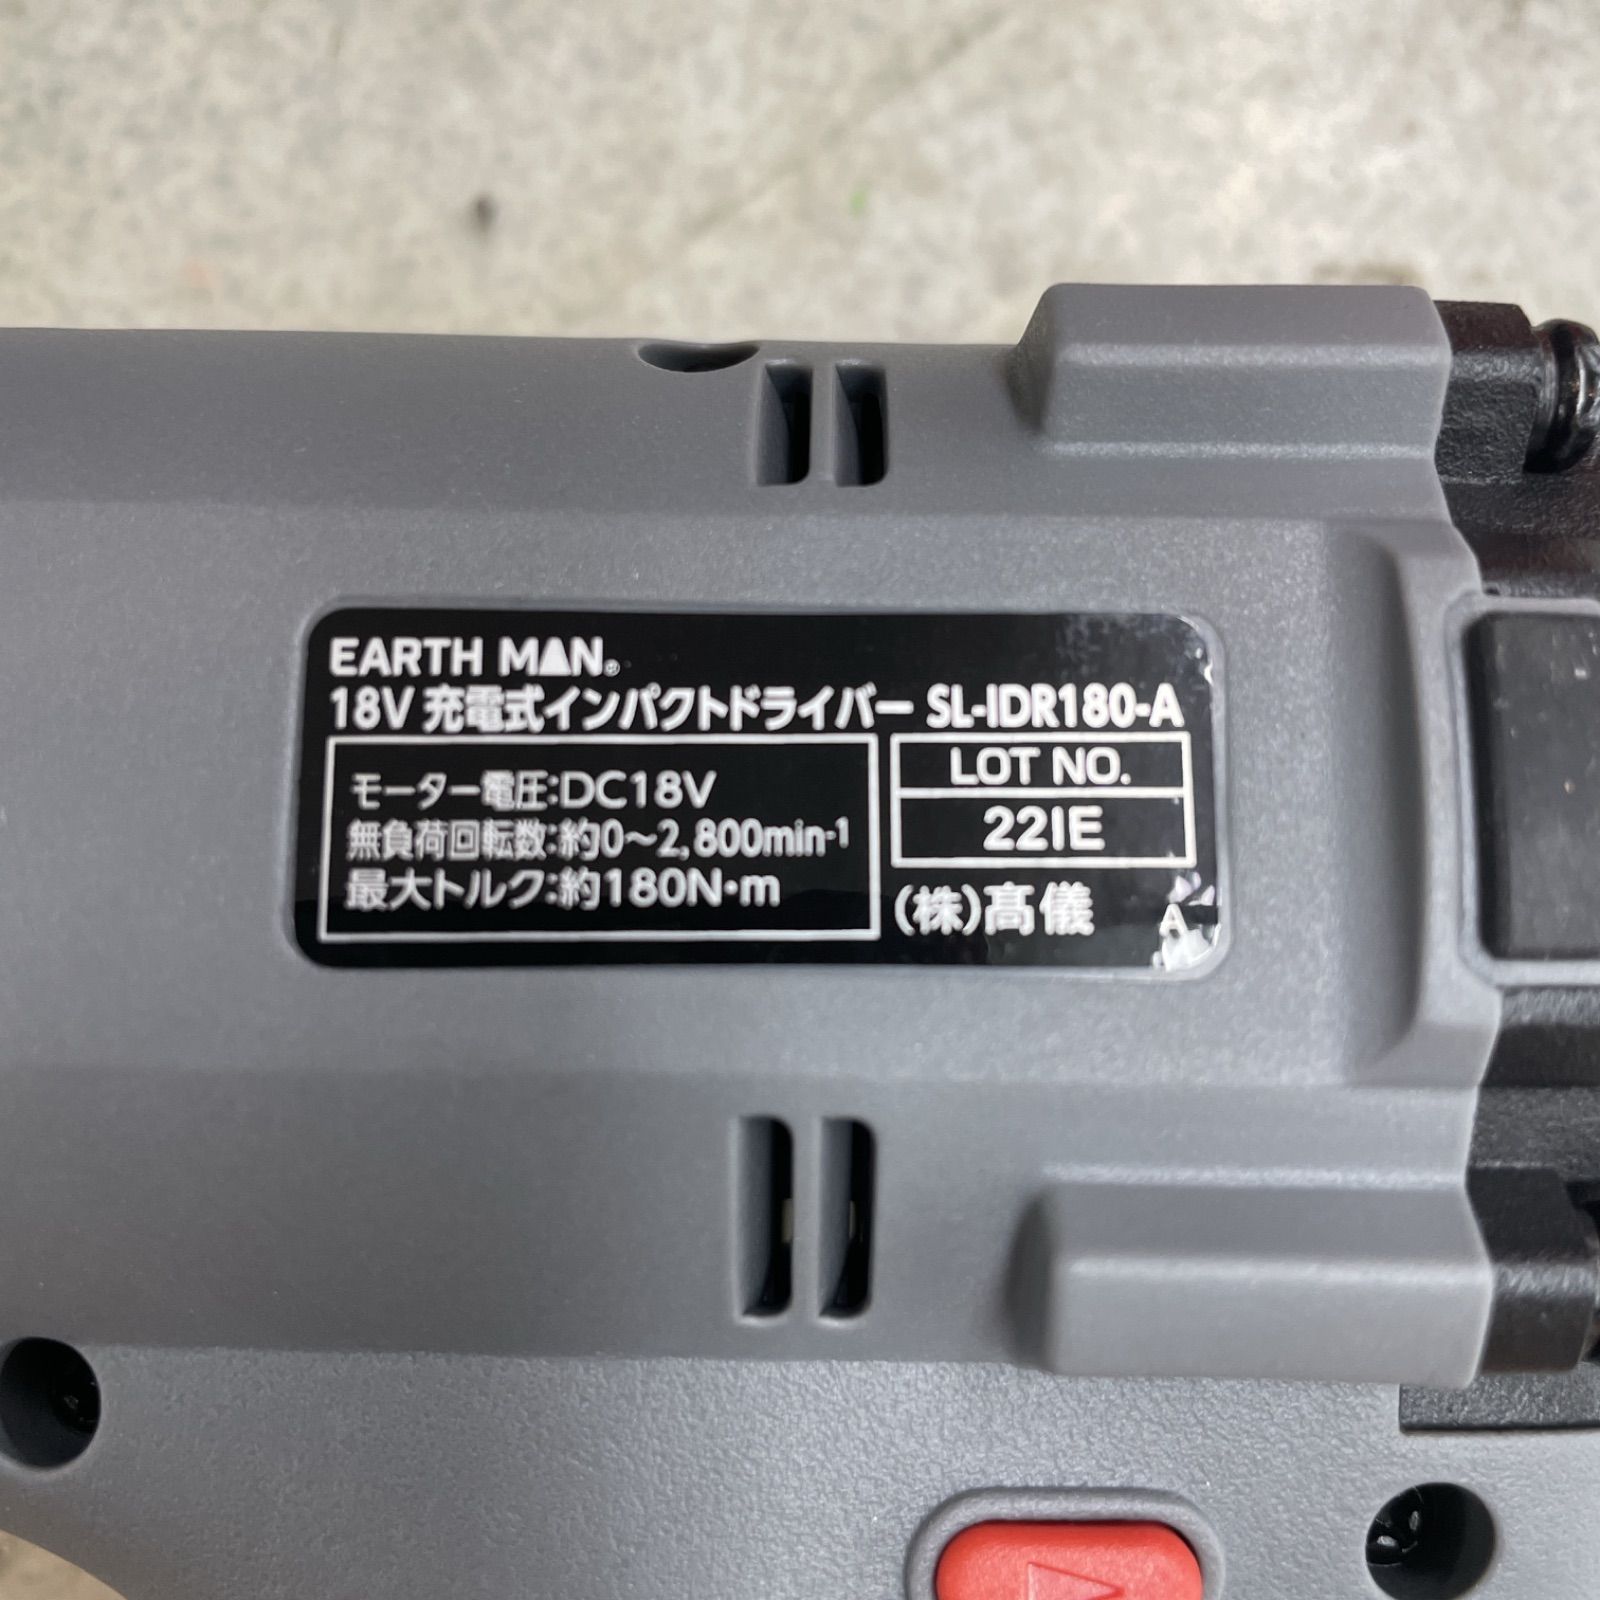 EARTH MAN®
18V 充電式インパクトドライバー SL-IDR180-A
モーター電圧:DC18V
無負荷回転数:約0～2,800min-1
最大トルク:約180N・m
LOT NO.
22IE
(株)髙儀
A